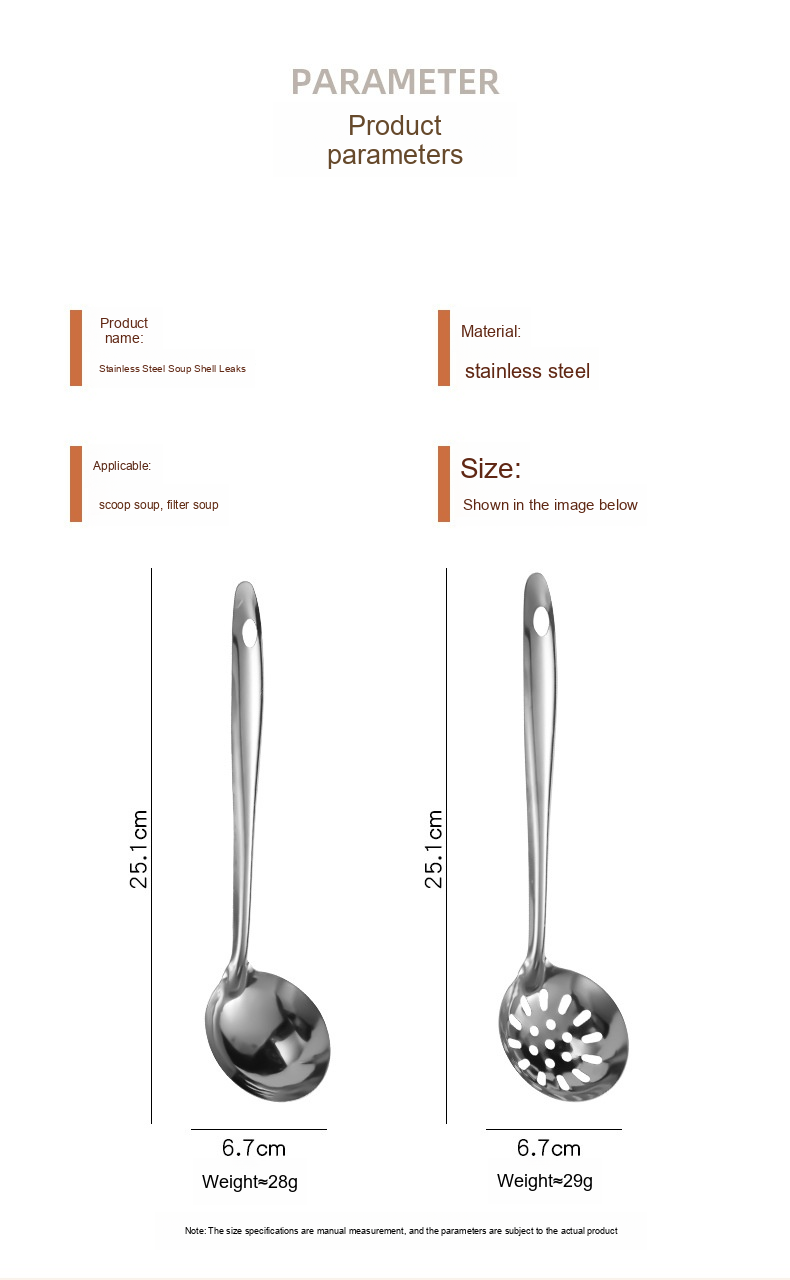 PARAMETER
Product
parameters
Product
name:
Stainless Steel Soup Shell Leaks
Material:
stainless steel
Applicable:
scoop soup, filter soup
Size:
Shown in the image below
25.1cm
25.1cm
6.7cm
6.7cm
Weight≈28g
Weight≈29g
Note: The size specifications are manual measurement, and the parameters are subject to the actual product